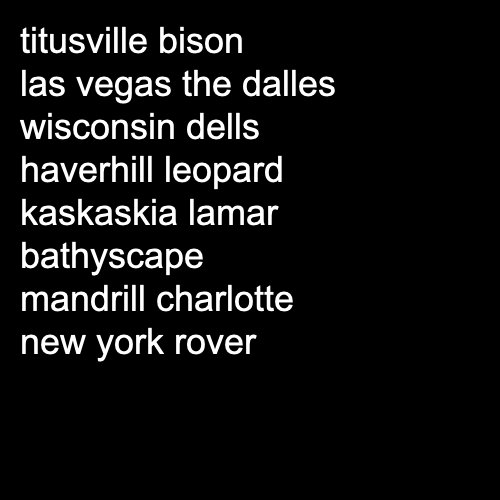 titusville bison
las vegas the dalles
wisconsin dells
haverhill leopard
kaskaskia lamar
bathyscape
mandrill charlotte
new york rover